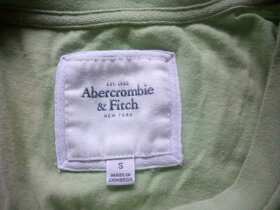 EST. 1892
Abercrombie
& Fitch
NEW YORK
S
MADE IN
CAMBODIA